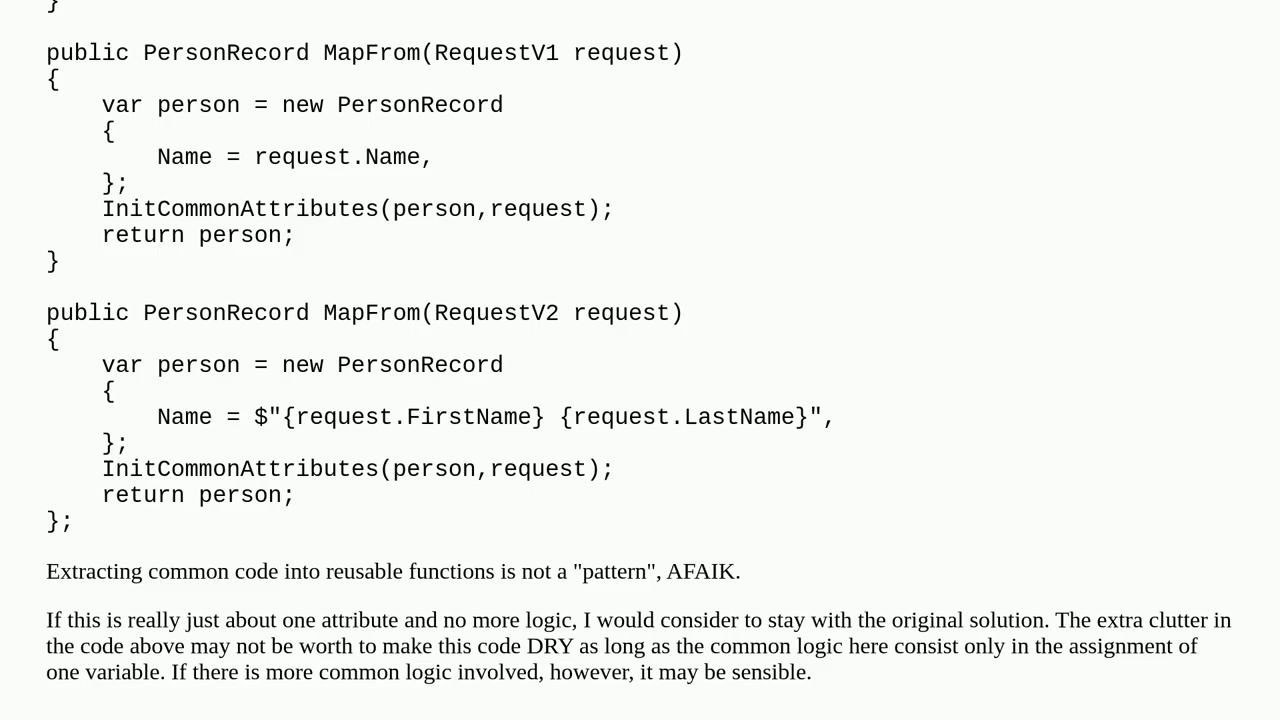 }
public PersonRecord MapFrom(RequestV1 request)
{
    var person = new PersonRecord
    {
        Name = request.Name,
    };
    InitCommonAttributes(person,request);
    return person;
}
public PersonRecord MapFrom(RequestV2 request)
{
    var person = new PersonRecord
    {
        Name = $"{request.FirstName} {request.LastName}",
    };
    InitCommonAttributes(person,request);
    return person;
};
Extracting common code into reusable functions is not a "pattern", AFAIK.
If this is really just about one attribute and no more logic, I would consider to stay with the original solution. The extra clutter in
the code above may not be worth to make this code DRY as long as the common logic here consist only in the assignment of
one variable. If there is more common logic involved, however, it may be sensible.